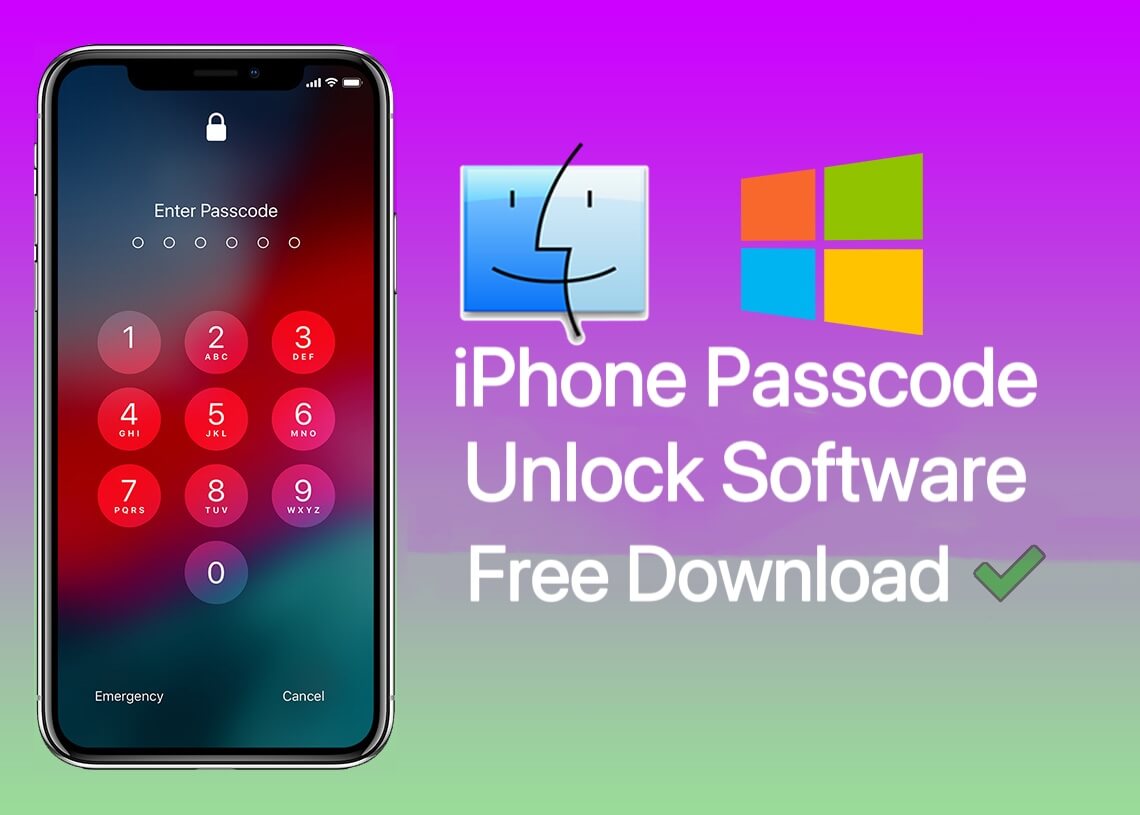 Enter Passcode
1
2
ABC
3
DEF
4
GHI
5
JKL
6
MNO
7
PQRS
8
TUV
9
WXYZ
0
Emergency
Cancel
iPhone Passcode
Unlock Software
Free Download